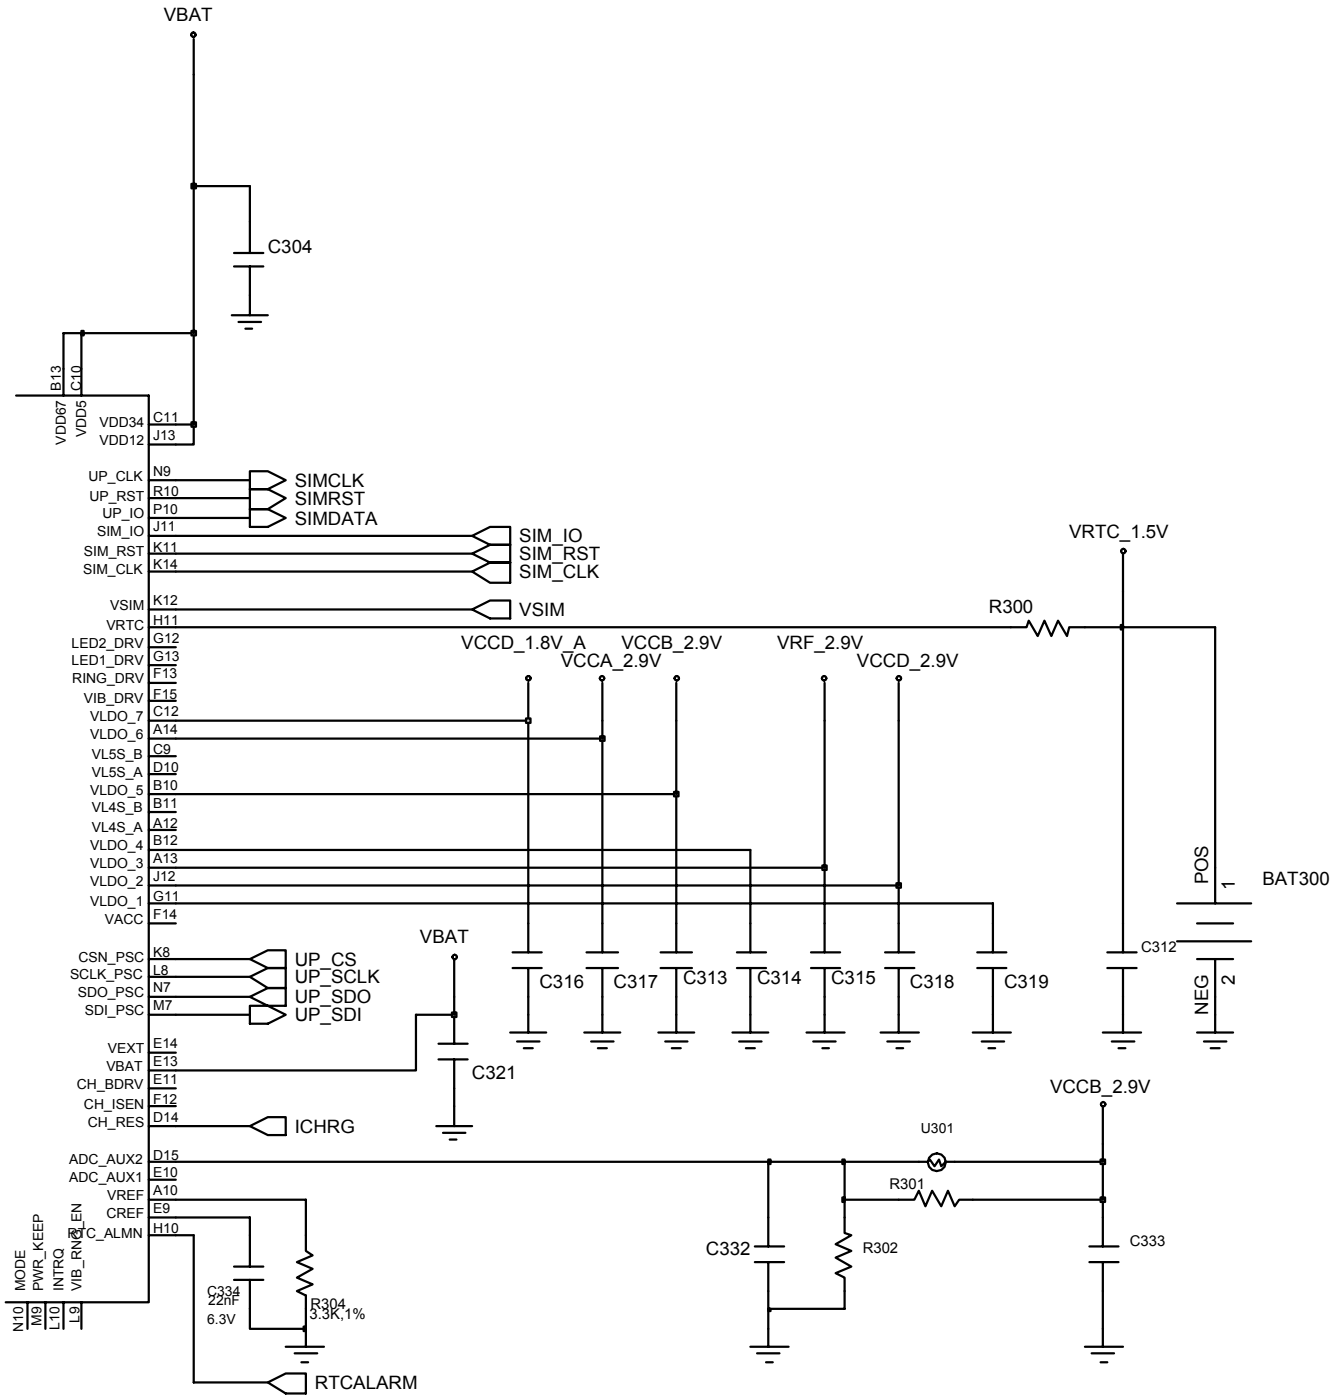 VBAT
C304
B13
C10
VDD67
VDD5
VDD34 C11
VDD12 J13
UP_CLK N9 SIMCLK
UP_RST R10 SIMRST
UP_IO P10 SIMDATA
SIM_IO J11 SIM_IO
SIM_RST K11 SIM_RST
SIM_CLK K14 SIM_CLK
VRTC_1.5V
VSIM K12 VSIM
R300
VRTC H11
LED2_DRV G12
VCCD_1.8V_A VCCB_2.9V VRF_2.9V
LED1_DRV G13
VCCA_2.9V VCCD_2.9V
RING_DRV F13
VIB_DRV F15
VLDO_7 C12
VLDO_6 A14
VL5S_B C9
VL5S_A D10
VLDO_5 B10
VL4S_B B11
VL4S_A A12
VLDO_4 B12
VLDO_3 A13
VLDO_2 J12
VLDO_1 G11
VACC F14
POS 1 BAT300
NEG 2
VBAT
C312
CSN_PSC K8 UP_CS
SCLK_PSC L8 UP_SCLK
C316 C317 C313 C314 C315 C318 C319
SDO_PSC N7 UP_SDO
SDI_PSC M7 UP_SDI
VEXT E14
VBAT E13
C321
CH_BDRV E11
CH_ISEN F12
CH_RES D14 ICHRG
VCCB_2.9V
U301
ADC_AUX2 D15
ADC_AUX1 E10
R301
VREF A10
CREF E9
RTC_ALMN H10
C332
R302
C333
MODE
PWR_KEEP
INTRQ
VIB_RNG_EN
N10
M9
L10
L9
C334
22nF
6.3V
R304
3.3K,1%
RTCALARM